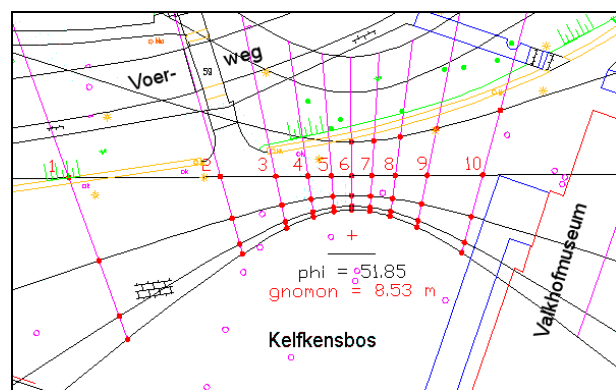 Voer-
weg
59
1 2 3 4 5 6 7 8 9 10
phi = 51.85
gnomon = 8.53 m
Kelfkensbos
Valkhofmuseum